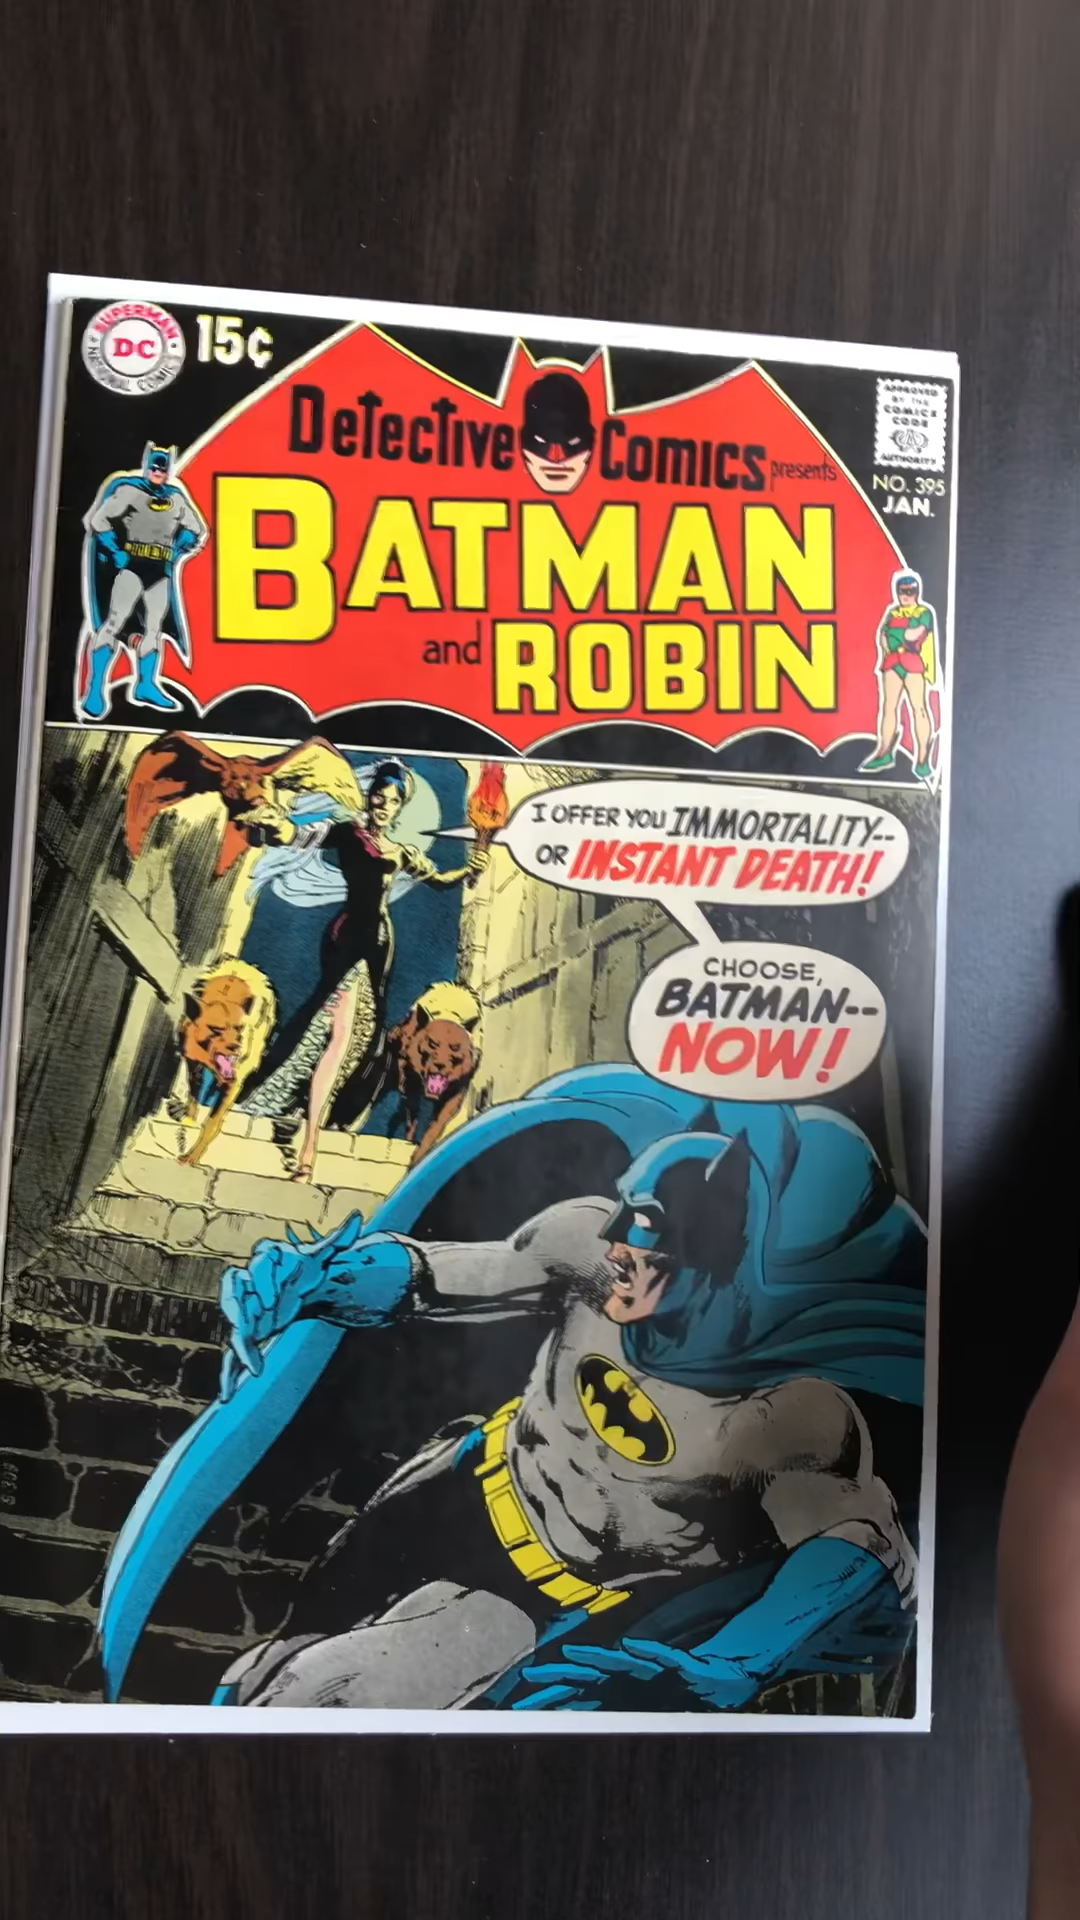 SUPERMAN
DC
NATIONAL COMICS
15¢
Detective Comics presents
BATMAN
and ROBIN
APPROVED
BY THE
COMICS
CODE
CA
AUTHORITY
NO. 395
JAN.
I OFFER YOU IMMORTALITY--
OR INSTANT DEATH!
CHOOSE,
BATMAN--
NOW!